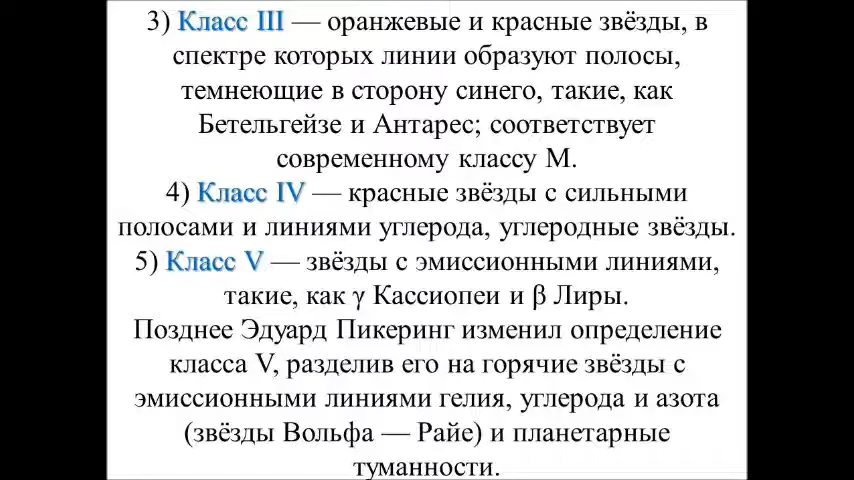 3) Класс III — оранжевые и красные звёзды, в
спектре которых линии образуют полосы,
темнеющие в сторону синего, такие, как
Бетельгейзе и Антарес; соответствует
современному классу M.
4) Класс IV — красные звёзды с сильными
полосами и линиями углерода, углеродные звёзды.
5) Класс V — звёзды с эмиссионными линиями,
такие, как γ Кассиопеи и β Лиры.
Позднее Эдуард Пикеринг изменил определение
класса V, разделив его на горячие звёзды с
эмиссионными линиями гелия, углерода и азота
(звёзды Вольфа — Райе) и планетарные
туманности.